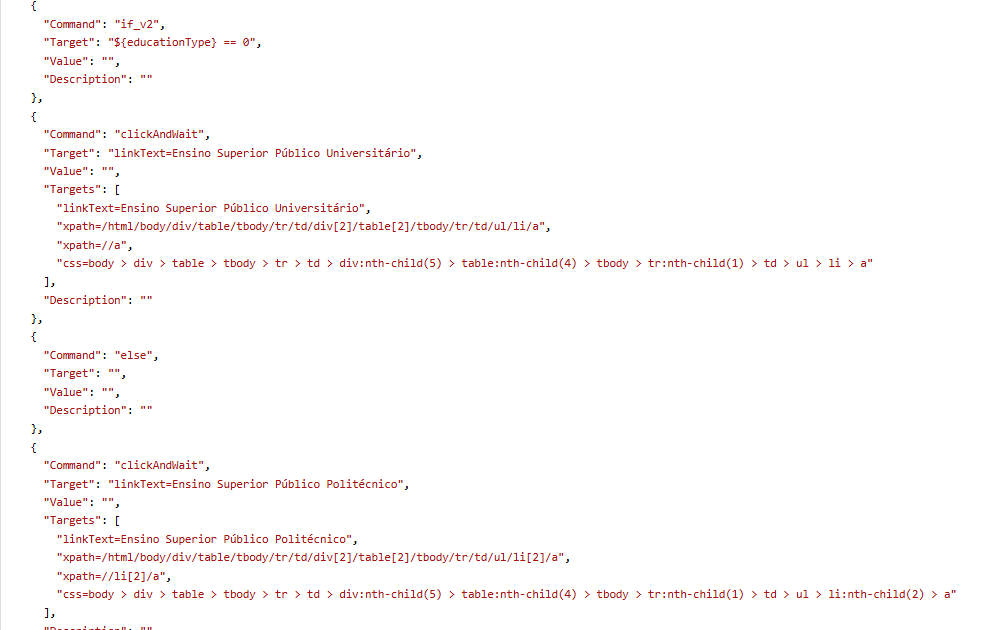 {
"Command": "if_v2",
"Target": "${educationType} == 0",
"Value": "",
"Description": ""
},
{
"Command": "clickAndWait",
"Target": "linkText=Ensino Superior Público Universitário",
"Value": "",
"Targets": [
"linkText=Ensino Superior Público Universitário",
"xpath=/html/body/div/table/tbody/tr/td/div[2]/table[2]/tbody/tr/td/ul/li/a",
"xpath=//a",
"css=body > div > table > tbody > tr > td > div:nth-child(5) > table:nth-child(4) > tbody > tr:nth-child(1) > td > ul > li > a"
],
"Description": ""
},
{
"Command": "else",
"Target": "",
"Value": "",
"Description": ""
},
{
"Command": "clickAndWait",
"Target": "linkText=Ensino Superior Público Politécnico",
"Value": "",
"Targets": [
"linkText=Ensino Superior Público Politécnico",
"xpath=/html/body/div/table/tbody/tr/td/div[2]/table[2]/tbody/tr/td/ul/li[2]/a",
"xpath=//li[2]/a",
"css=body > div > table > tbody > tr > td > div:nth-child(5) > table:nth-child(4) > tbody > tr:nth-child(1) > td > ul > li:nth-child(2) > a"
],
"Description": ""